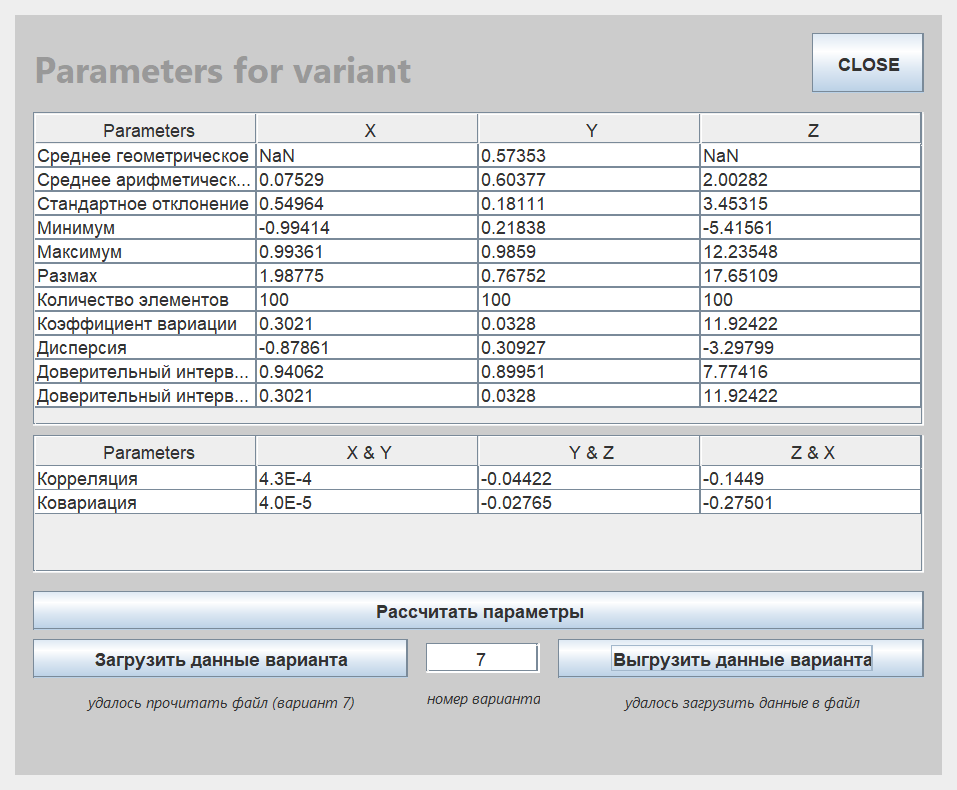 Parameters for variant
CLOSE
Parameters X Y Z
Среднее геометрическое NaN 0.57353 NaN
Среднее арифметическ... 0.07529 0.60377 2.00282
Стандартное отклонение 0.54964 0.18111 3.45315
Минимум -0.99414 0.21838 -5.41561
Максимум 0.99361 0.9859 12.23548
Размах 1.98775 0.76752 17.65109
Количество элементов 100 100 100
Коэффициент вариации 0.3021 0.0328 11.92422
Дисперсия -0.87861 0.30927 -3.29799
Доверительный интерв... 0.94062 0.89951 7.77416
Доверительный интерв... 0.3021 0.0328 11.92422
Parameters X & Y Y & Z Z & X
Корреляция 4.3E-4 -0.04422 -0.1449
Ковариация 4.0E-5 -0.02765 -0.27501
Рассчитать параметры
Загрузить данные варианта 7 Выгрузить данные варианта
удалось прочитать файл (вариант 7) номер варианта удалось загрузить данные в файл